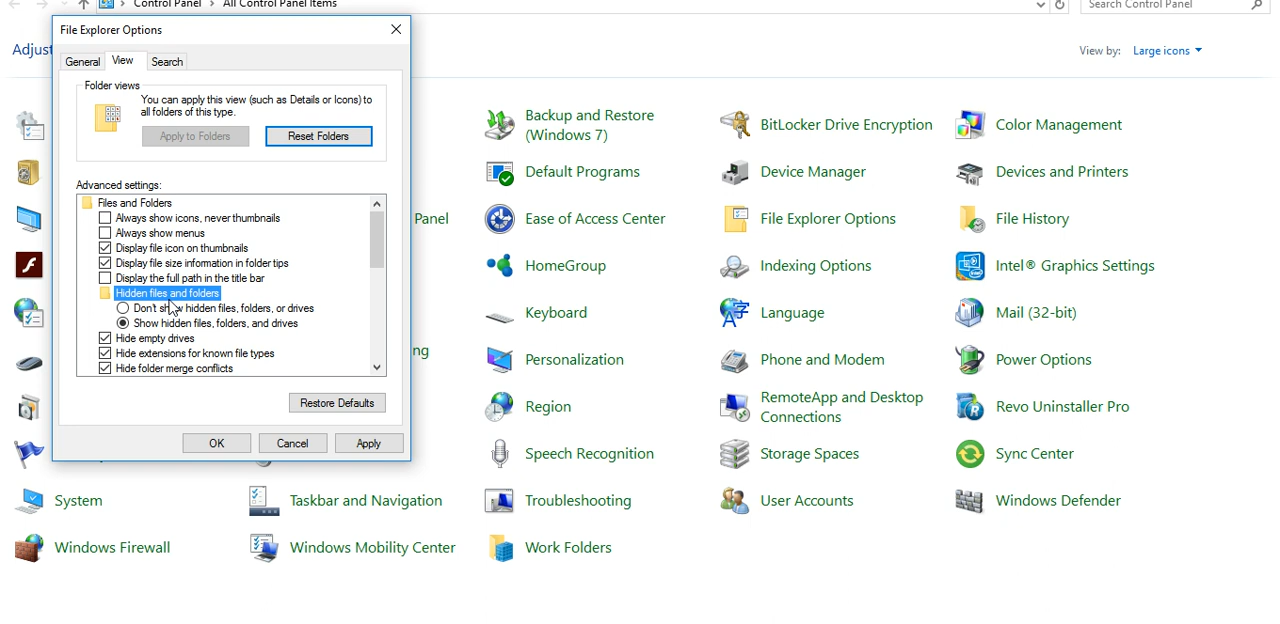 Control Panel > All Control Panel Items
Search Control Panel
File Explorer Options
Adjust
View by: Large icons
General View Search
Folder views
You can apply this view (such as Details or Icons) to
all folders of this type.
Apply to Folders Reset Folders
Advanced settings:
Files and Folders
Always show icons, never thumbnails
Always show menus
Display file icon on thumbnails
Display file size information in folder tips
Display the full path in the title bar
Hidden files and folders
Don't show hidden files, folders, or drives
Show hidden files, folders, and drives
Hide empty drives
Hide extensions for known file types
Hide folder merge conflicts
Restore Defaults
OK Cancel Apply
Backup and Restore
(Windows 7)
BitLocker Drive Encryption
Color Management
Default Programs
Device Manager
Devices and Printers
Panel
Ease of Access Center
File Explorer Options
File History
HomeGroup
Indexing Options
Intel® Graphics Settings
Keyboard
Language
Mail (32-bit)
ng
Personalization
Phone and Modem
Power Options
Region
RemoteApp and Desktop
Connections
Revo Uninstaller Pro
Speech Recognition
Storage Spaces
Sync Center
System
Taskbar and Navigation
Troubleshooting
User Accounts
Windows Defender
Windows Firewall
Windows Mobility Center
Work Folders